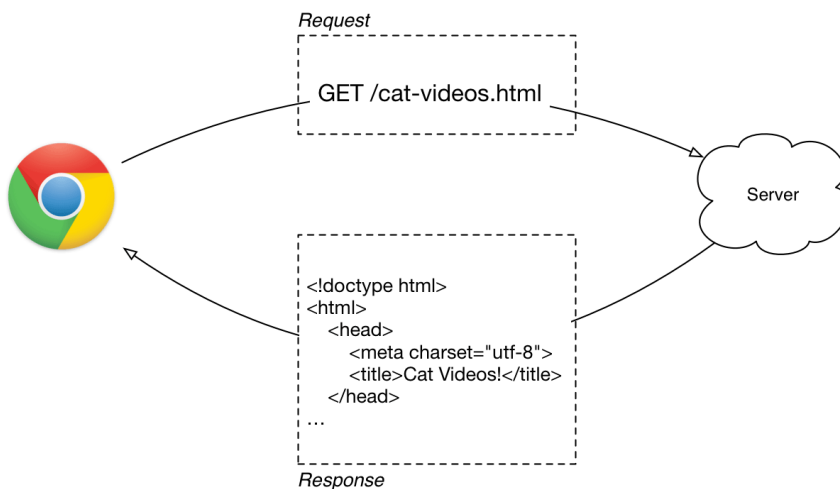 Request
GET /cat-videos.html
Server
<!doctype html>
<html>
<head>
<meta charset="utf-8">
<title>Cat Videos!</title>
</head>
…
Response